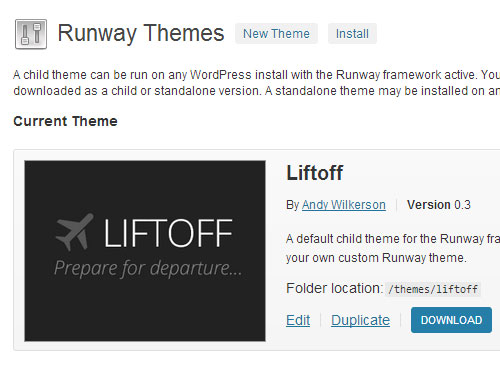 Runway Themes New Theme Install
A child theme can be run on any WordPress install with the Runway framework active. You
downloaded as a child or standalone version. A standalone theme may be installed on an
Current Theme
LIFTOFF
Prepare for departure...
Liftoff
By Andy Wilkerson Version 0.3
A default child theme for the Runway fra
your own custom Runway theme.
Folder location: /themes/liftoff
Edit Duplicate DOWNLOAD